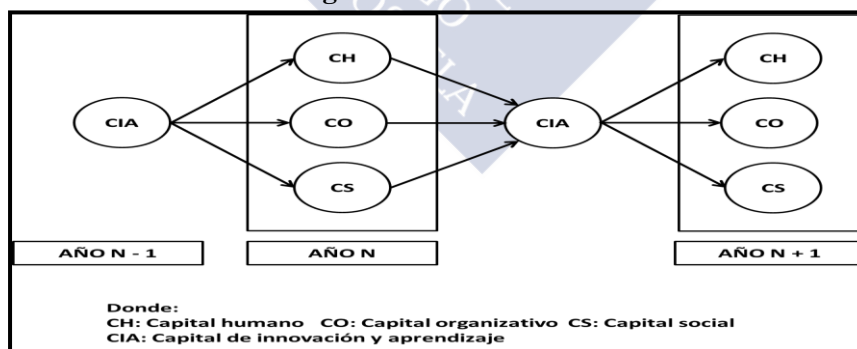 CH
CH
CIA
CO
CIA
CO
CS
CS
AÑO N - 1
AÑO N
AÑO N + 1
Donde:
CH: Capital humano CO: Capital organizativo CS: Capital social
CIA: Capital de innovación y aprendizaje